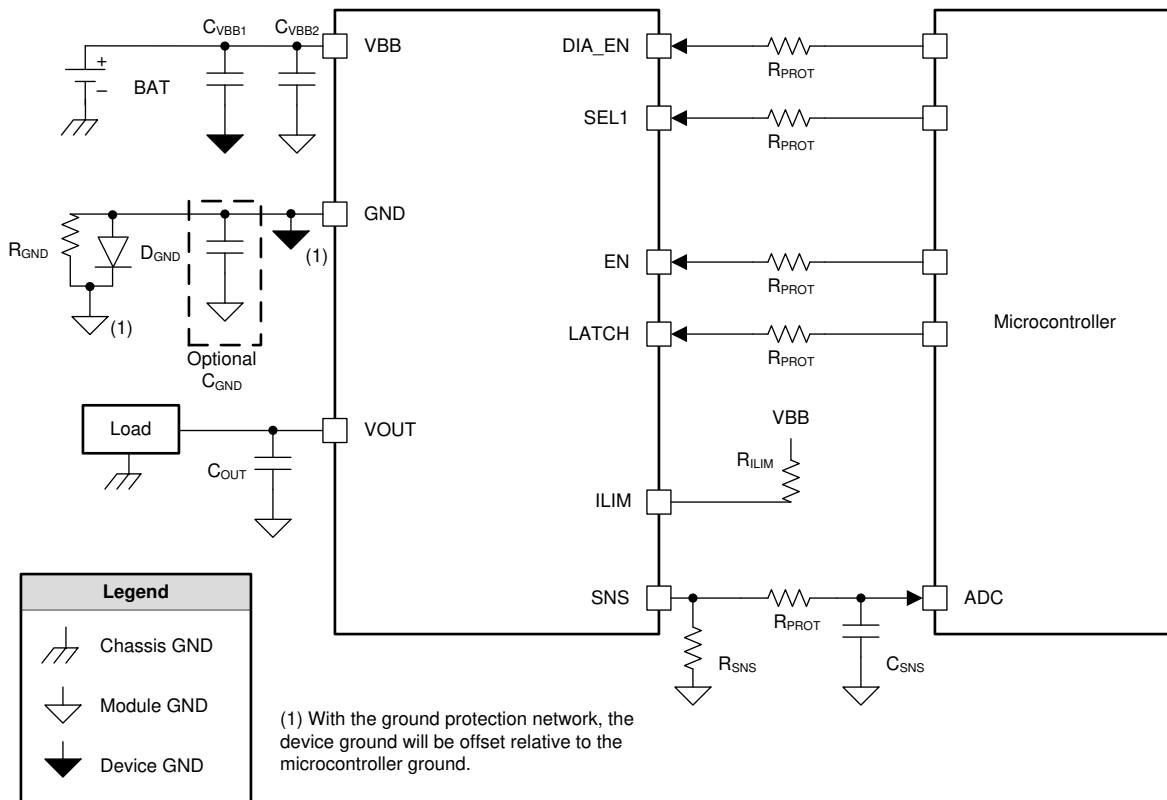 CVBB1
CVBB2
VBB
+
–
BAT
GND
RGND
DGND
(1)
(1)
Optional
CGND
Load
VOUT
COUT
DIA_EN
RPROT
SEL1
RPROT
EN
RPROT
LATCH
RPROT
Microcontroller
VBB
RILIM
ILIM
SNS
RPROT
ADC
RSNS
CSNS
Legend
Chassis GND
Module GND
Device GND
(1) With the ground protection network, the
device ground will be offset relative to the
microcontroller ground.